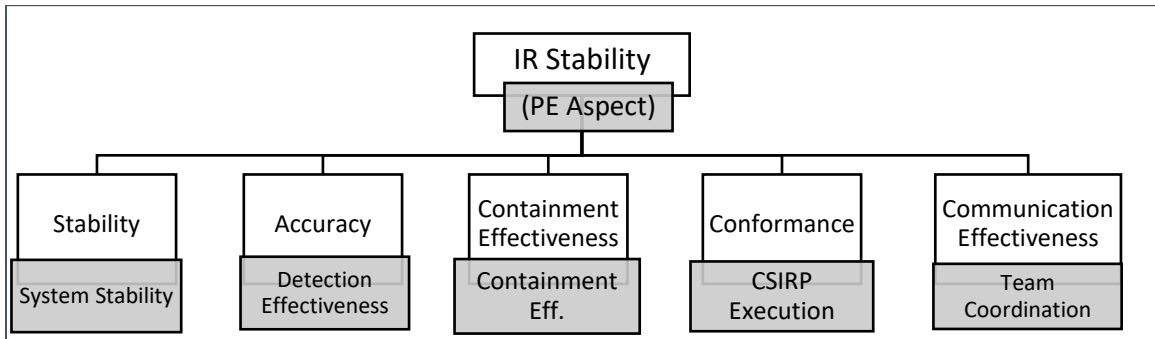 IR Stability
(PE Aspect)
Stability
System Stability
Accuracy
Detection
Effectiveness
Containment
Effectiveness
Containment
Eff.
Conformance
CSIRP
Execution
Communication
Effectiveness
Team
Coordination